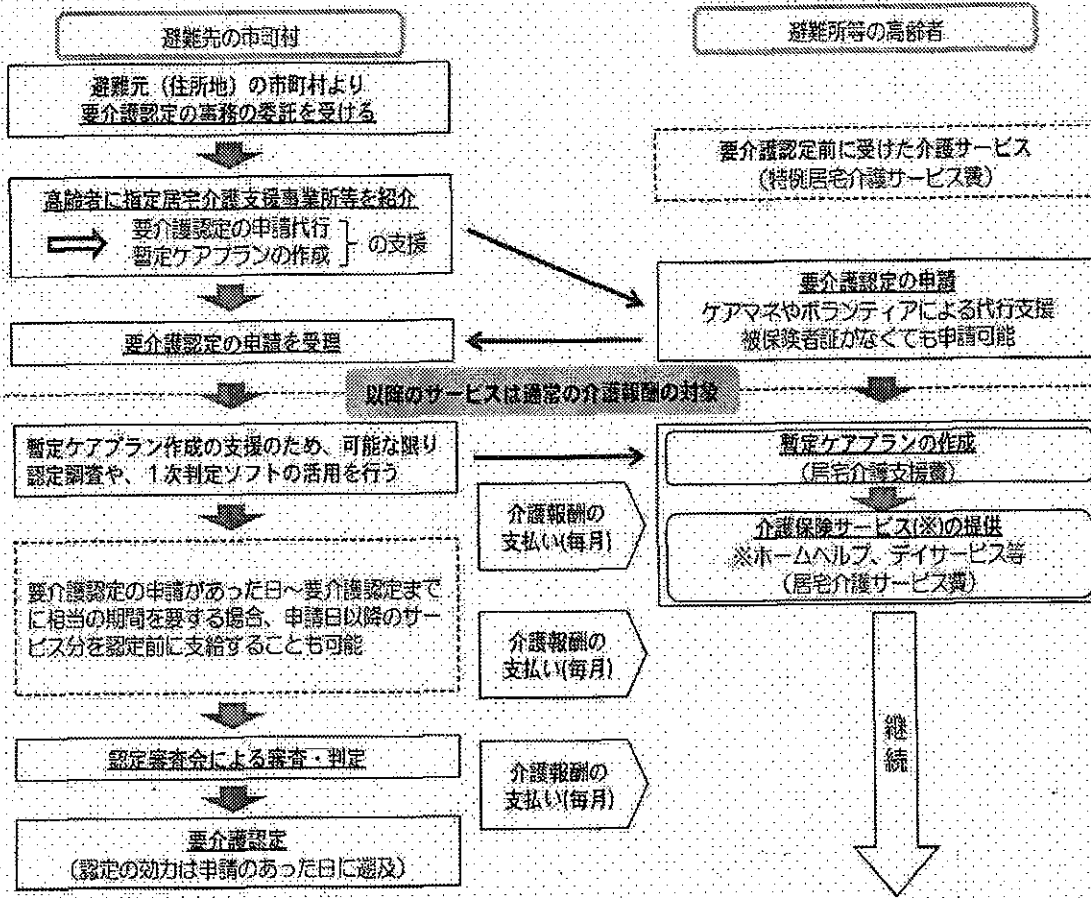 避難先の市町村
避難元（住所地）の市町村より
要介護認定の事務の委託を受ける
高齢者に指定居宅介護支援事業所等を紹介
要介護認定の申請代行
暫定ケアプランの作成
の支援
要介護認定の申請を受理
避難所等の高齢者
要介護認定前に受けた介護サービス
（特例居宅介護サービス費）
要介護認定の申請
ケアマネやボランティアによる代行支援
被保険者証がなくても申請可能
以降のサービスは通常の介護報酬の対象
暫定ケアプラン作成の支援のため、可能な限り
認定調査や、１次判定ソフトの活用を行う
要介護認定の申請があった日～要介護認定まで
に相当の期間を要する場合、申請日以降のサー
ビス分を認定前に支給することも可能
認定審査会による審査・判定
要介護認定
（認定の効力は申請のあった日に遡及）
介護報酬の
支払い(毎月)
介護報酬の
支払い(毎月)
介護報酬の
支払い(毎月)
暫定ケアプランの作成
（居宅介護支援費）
介護保険サービス(※)の提供
※ホームヘルプ、デイサービス等
（居宅介護サービス費）
継続